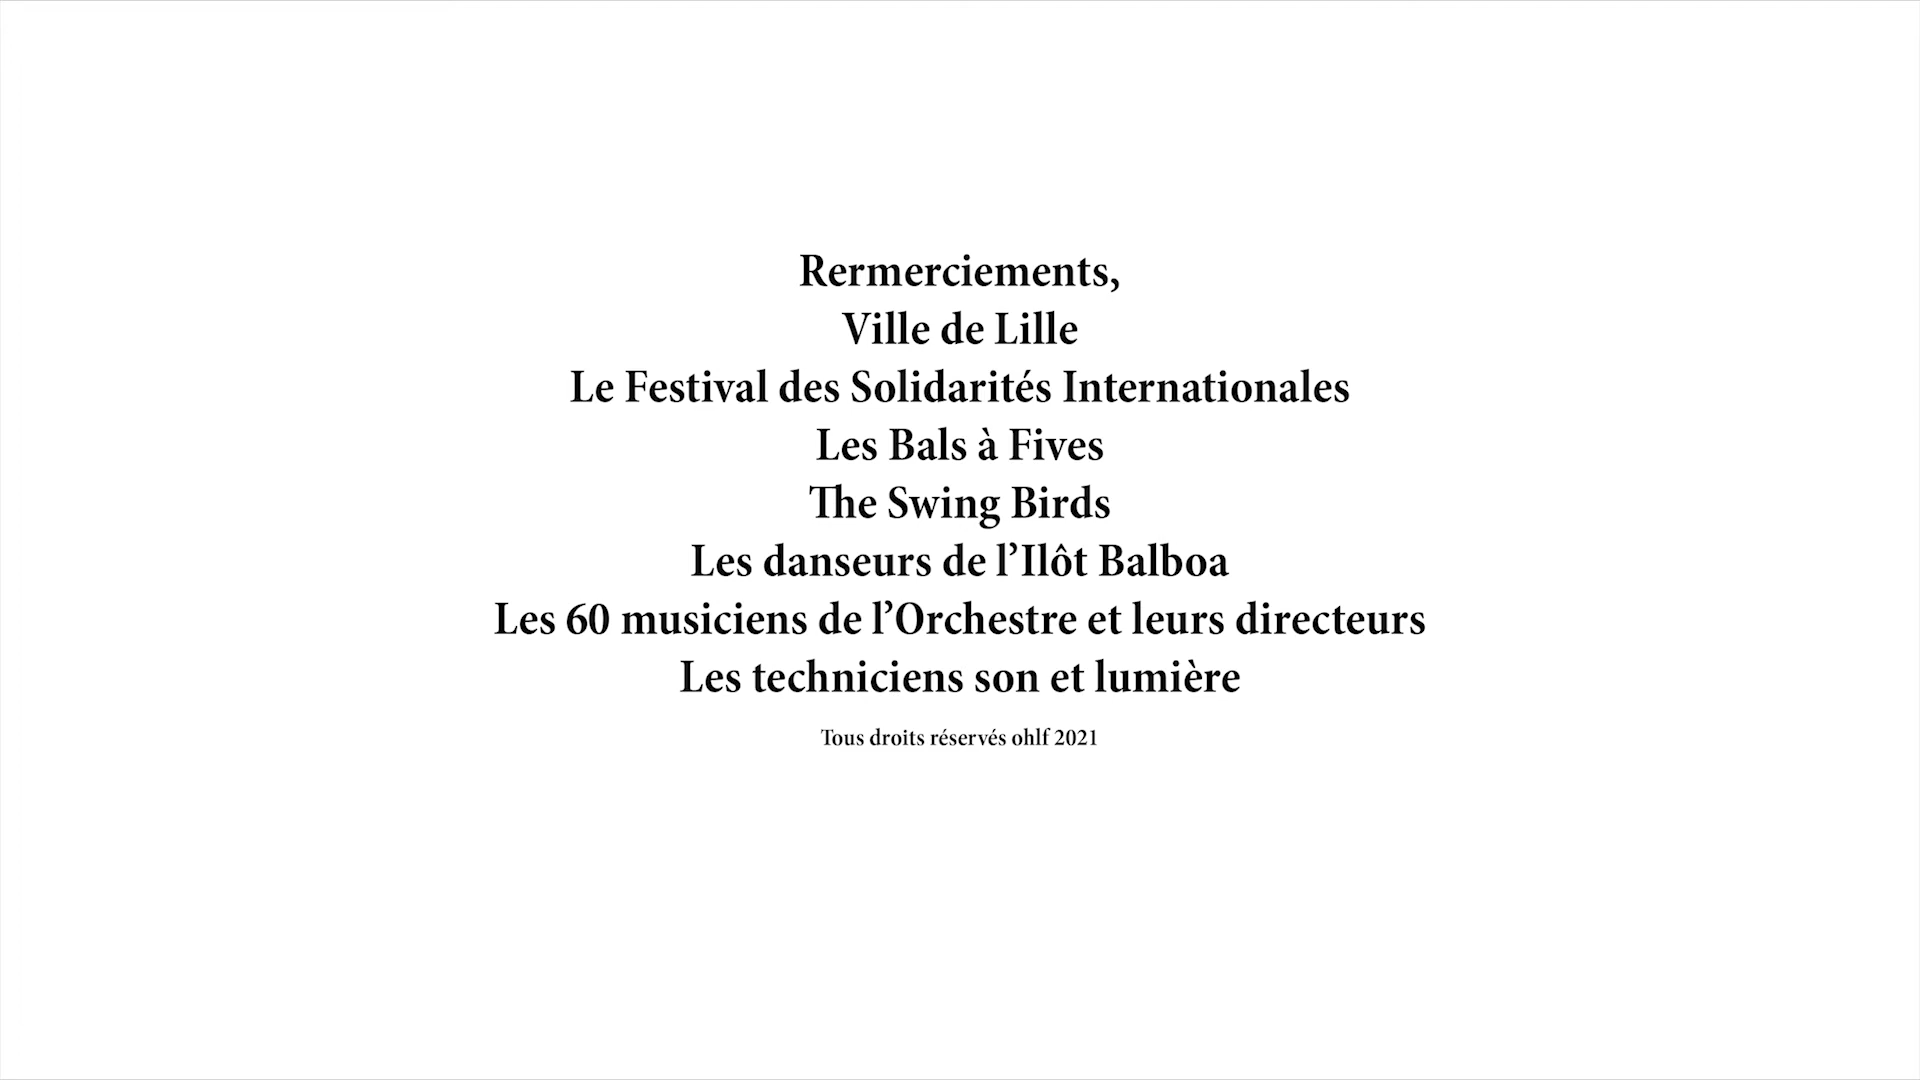 Rermerciements,
Ville de Lille
Le Festival des Solidarités Internationales
Les Bals à Fives
The Swing Birds
Les danseurs de l’Ilôt Balboa
Les 60 musiciens de l’Orchestre et leurs directeurs
Les techniciens son et lumière
Tous droits réservés ohlf 2021